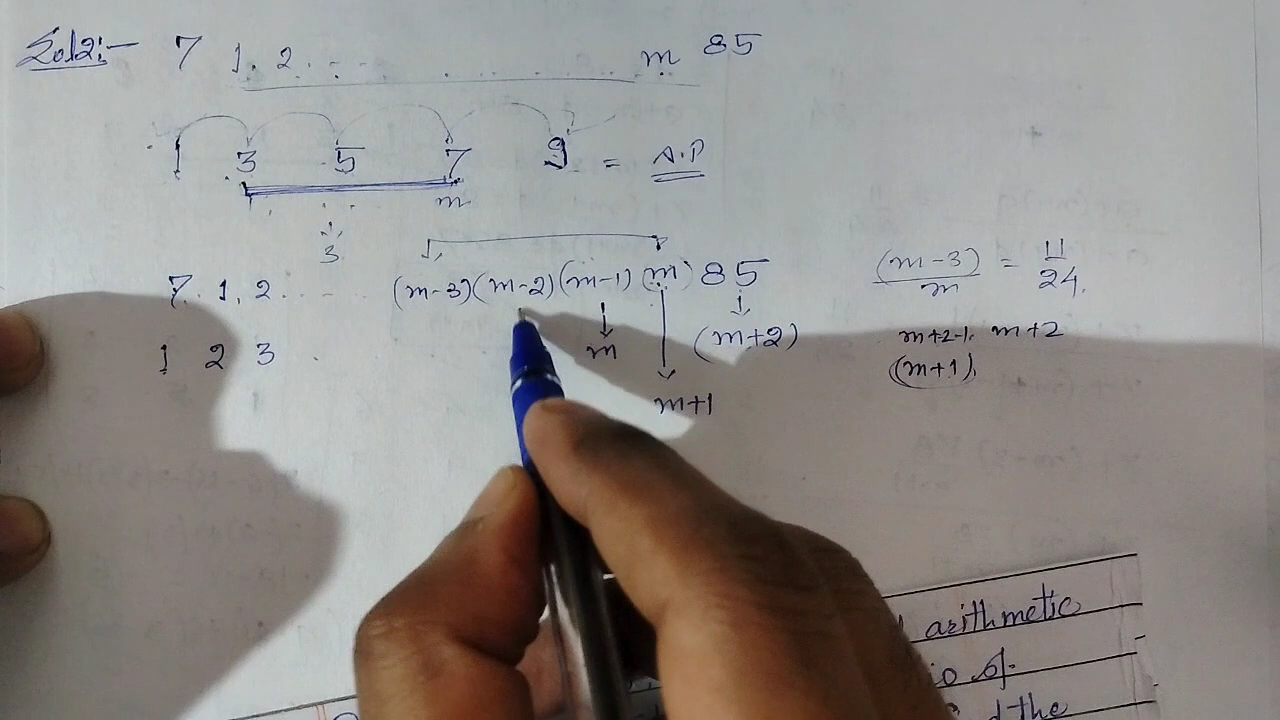 Sol2:- 7 1, 2 ........ m 85
1 3 5 7 9 = A.P
m
3
7 1, 2 ..... (m-3)(m-2)(m-1)(m) 85
(m-3)/m = 11/24.
1 2 3 . m (m+2)
m+2-1, m+2
(m+1).
m+1
arithmetic
of
d the